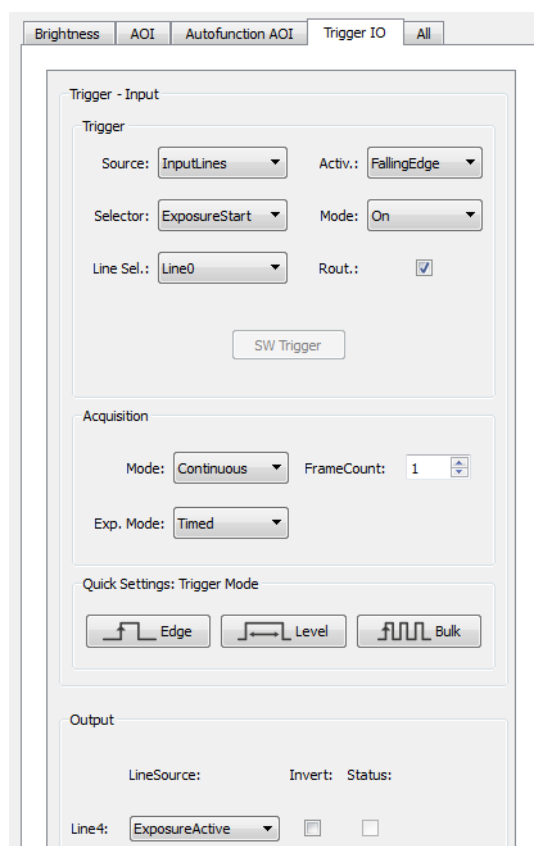 Brightness AOI Autofunction AOI Trigger IO All
Trigger - Input
Trigger
Source: InputLines Activ.: FallingEdge
Selector: ExposureStart Mode: On
Line Sel.: Line0 Rout.:
SW Trigger
Acquisition
Mode: Continuous FrameCount: 1
Exp. Mode: Timed
Quick Settings: Trigger Mode
Edge Level Bulk
Output
LineSource: Invert: Status:
Line4: ExposureActive